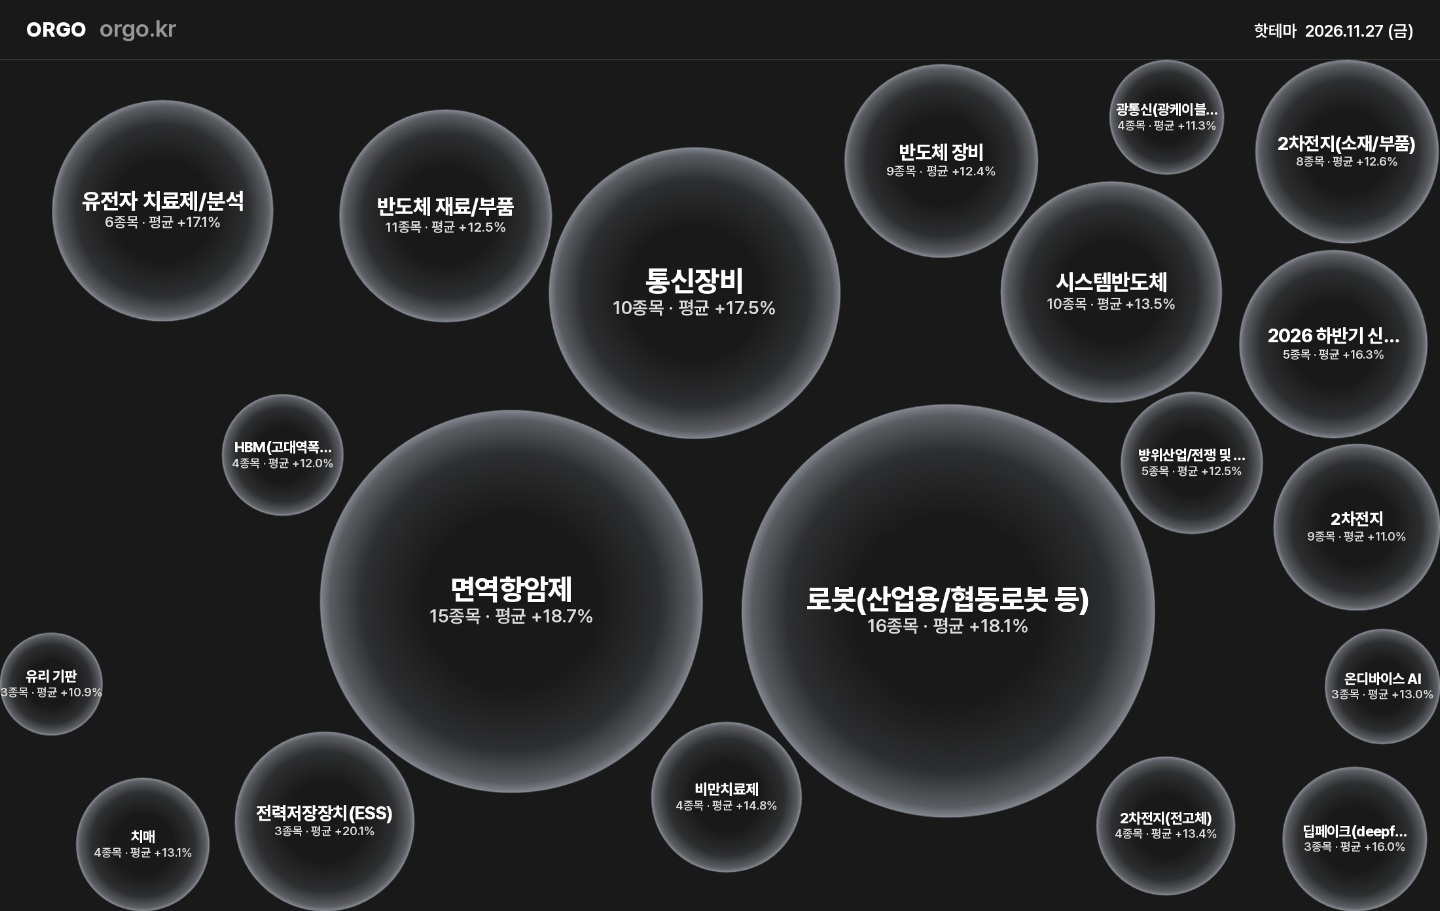 ORGO orgo.kr
핫테마 2026.11.27 (금)
광통신(광케이블...
4종목 · 평균 +11.3%
2차전지(소재/부품)
8종목 · 평균 +12.6%
반도체 장비
9종목 · 평균 +12.4%
유전자 치료제/분석
6종목 · 평균 +17.1%
반도체 재료/부품
11종목 · 평균 +12.5%
통신장비
10종목 · 평균 +17.5%
시스템반도체
10종목 · 평균 +13.5%
2026 하반기 신...
5종목 · 평균 +16.3%
HBM(고대역폭...
4종목 · 평균 +12.0%
방위산업/전쟁 및 ...
5종목 · 평균 +12.5%
2차전지
9종목 · 평균 +11.0%
면역항암제
15종목 · 평균 +18.7%
로봇(산업용/협동로봇 등)
16종목 · 평균 +18.1%
유리 기판
3종목 · 평균 +10.9%
온디바이스 AI
3종목 · 평균 +13.0%
비만치료제
4종목 · 평균 +14.8%
전력저장장치(ESS)
3종목 · 평균 +20.1%
2차전지(전고체)
4종목 · 평균 +13.4%
치매
4종목 · 평균 +13.1%
딥페이크(deepf...
3종목 · 평균 +16.0%